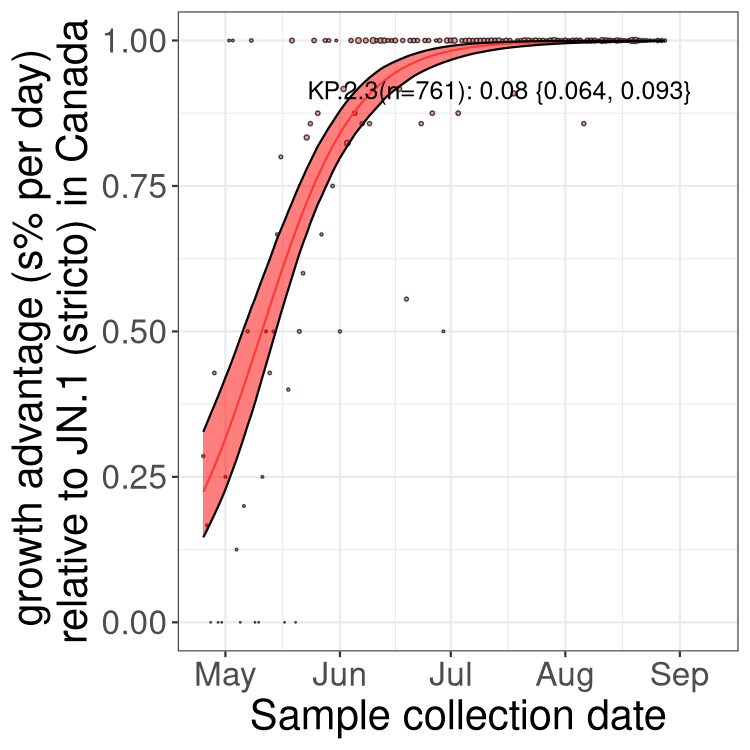 growth advantage (s% per day)
relative to JN.1 (stricto) in Canada
1.00
0.75
0.50
0.25
0.00
KP.2.3(n=761): 0.08 {0.064, 0.093}
May Jun Jul Aug Sep
Sample collection date